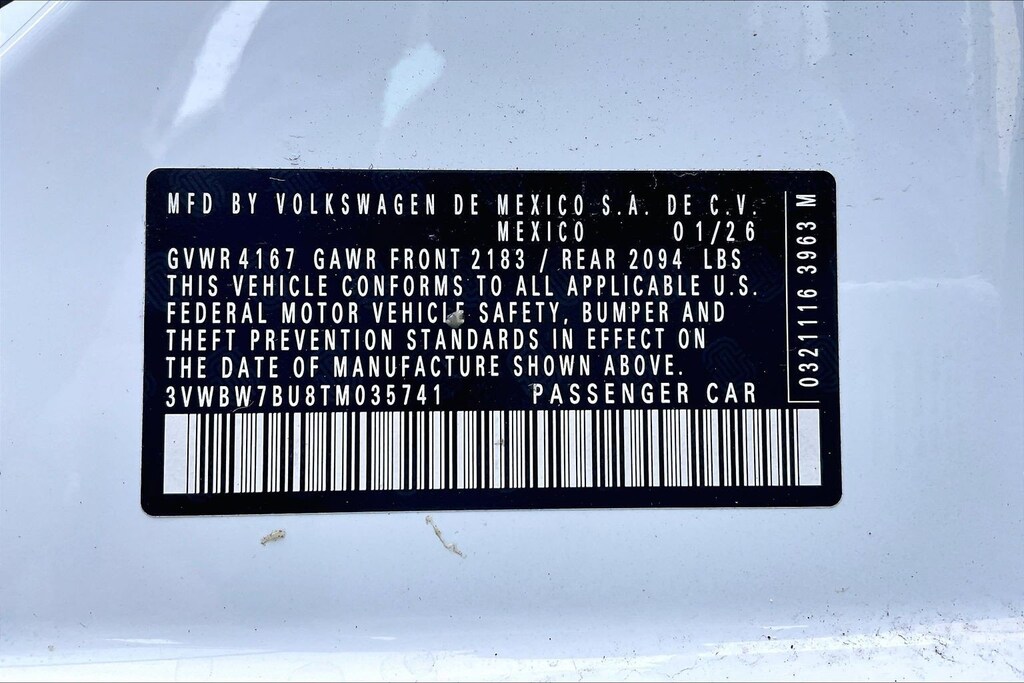 MFD BY VOLKSWAGEN DE MEXICO S.A. DE C.V.
MEXICO 01/26
GVWR 4167 GAWR FRONT 2183 / REAR 2094 LBS
THIS VEHICLE CONFORMS TO ALL APPLICABLE U.S.
FEDERAL MOTOR VEHICLE SAFETY, BUMPER AND
THEFT PREVENTION STANDARDS IN EFFECT ON
THE DATE OF MANUFACTURE SHOWN ABOVE.
3VWBW7BU8TM035741 PASSENGER CAR
0321116 3963 M